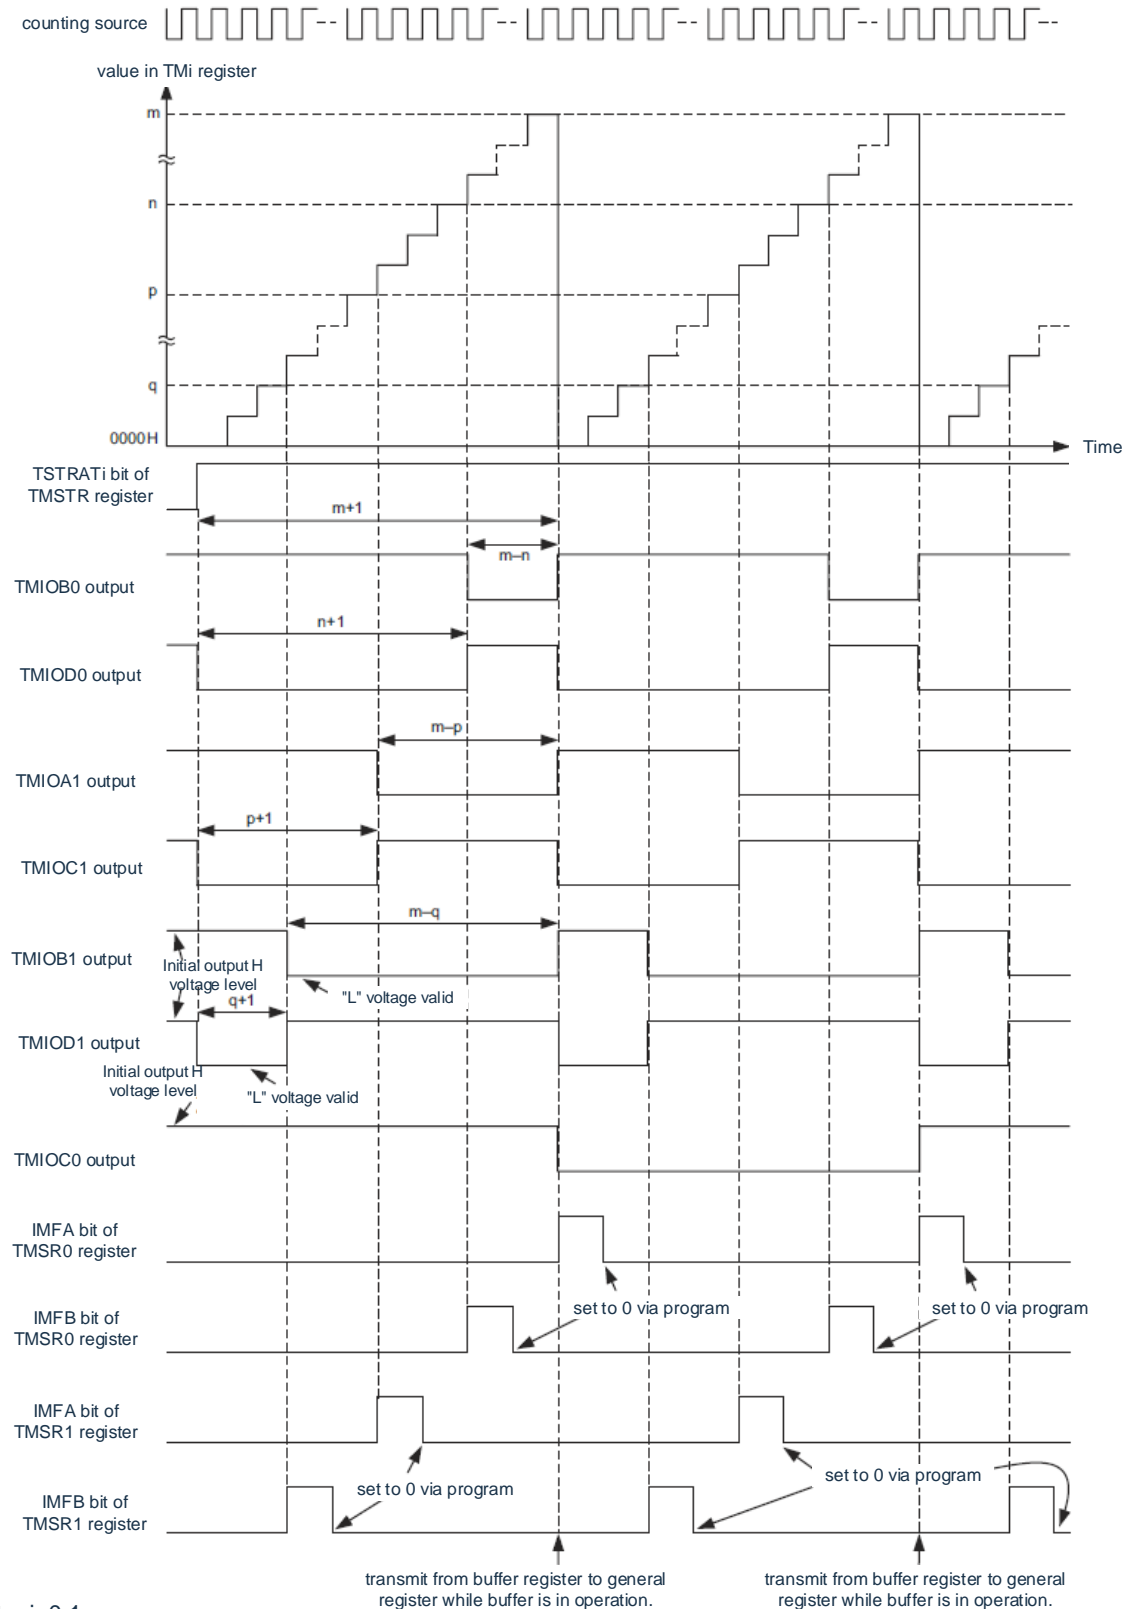 counting source
value in TMi register
m
n
p
q
0000H
Time
TSTRATi bit of
TMSTR register
m+1
m–n
TMIOB0 output
n+1
TMIOD0 output
m–p
TMIOA1 output
p+1
TMIOC1 output
m–q
TMIOB1 output
Initial output H
voltage level
"L" voltage valid
q+1
TMIOD1 output
Initial output H
voltage level
"L" voltage valid
TMIOC0 output
IMFA bit of
TMSR0 register
set to 0 via program
set to 0 via program
IMFB bit of
TMSR0 register
IMFA bit of
TMSR1 register
set to 0 via program
set to 0 via program
IMFB bit of
TMSR1 register
transmit from buffer register to general
register while buffer is in operation.
transmit from buffer register to general
register while buffer is in operation.